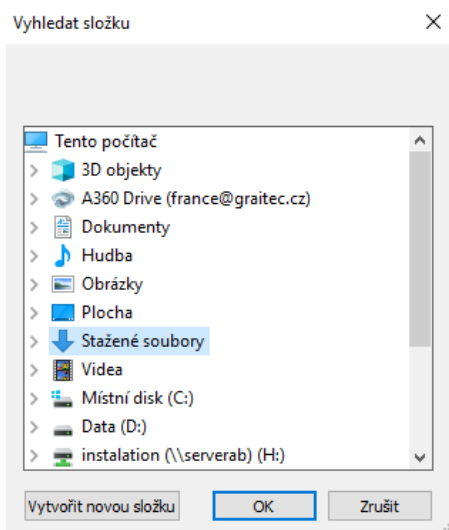 Vyhledat složku
Tento počítač
3D objekty
A360 Drive (france@graitec.cz)
Dokumenty
Hudba
Obrázky
Plocha
Stažené soubory
Videa
Místní disk (C:)
Data (D:)
instalation (\\serverab) (H:)
Vytvořit novou složku OK Zrušit